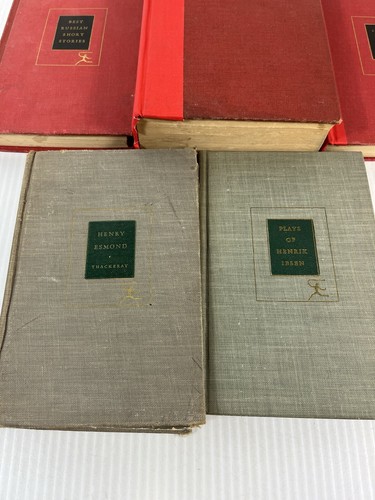 BEST
RUSSIAN
SHORT
STORIES
HENRY
ESMOND
THACKERAY
PLAYS
OF
HENRIK
IBSEN